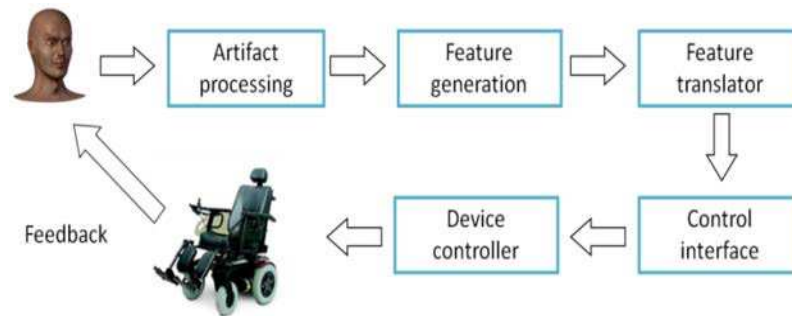 Artifact
processing
Feature
generation
Feature
translator
Control
interface
Device
controller
Feedback